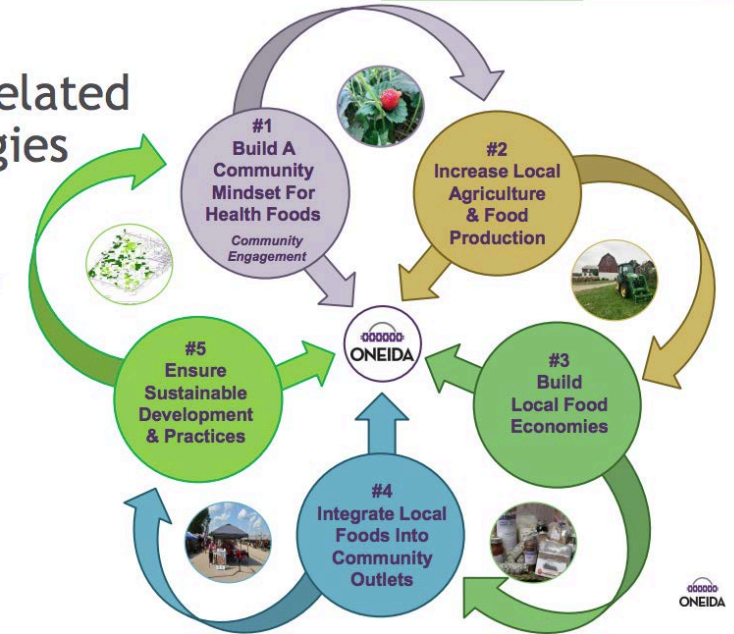 elated
gies
#1
Build A
Community
Mindset For
Health Foods
Community
Engagement
#2
Increase Local
Agriculture
& Food
Production
#3
Build
Local Food
Economies
#4
Integrate Local
Foods Into
Community
Outlets
#5
Ensure
Sustainable
Development
& Practices
ONEIDA
ONEIDA